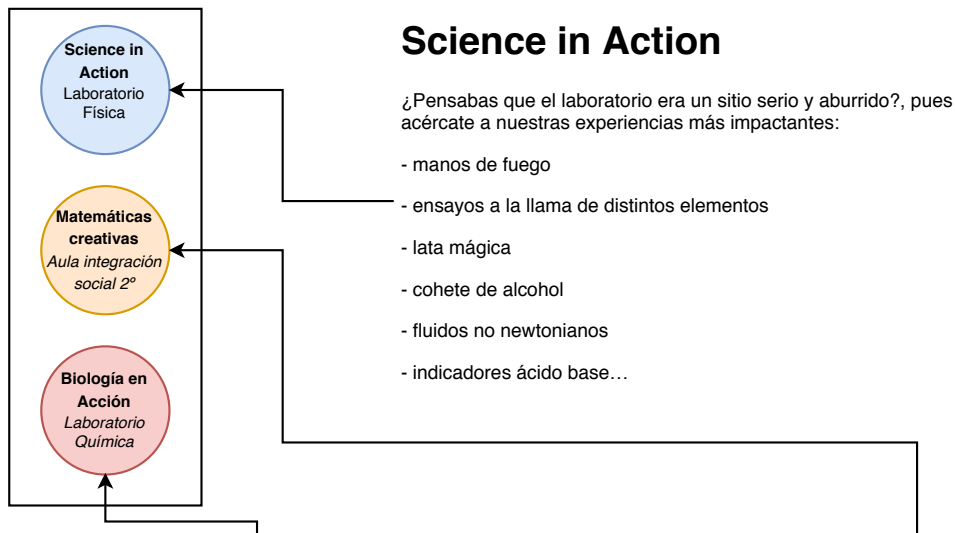 Science in
Action
Laboratorio
Física
Matemáticas
creativas
Aula integración
social 2º
Biología en
Acción
Laboratorio
Química
Science in Action
¿Pensabas que el laboratorio era un sitio serio y aburrido?, pues
acércate a nuestras experiencias más impactantes:
- manos de fuego
- ensayos a la llama de distintos elementos
- lata mágica
- cohete de alcohol
- fluidos no newtonianos
- indicadores ácido base…